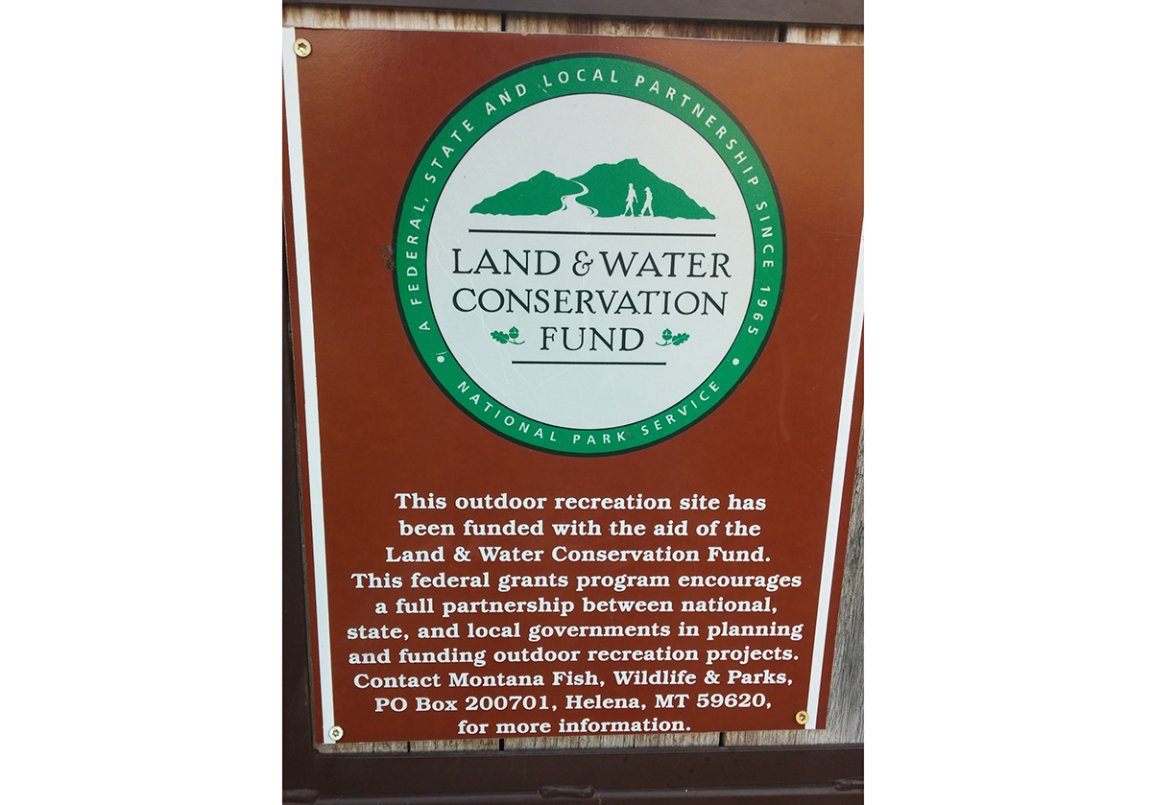 A FEDERAL, STATE AND LOCAL PARTNERSHIP SINCE 1965
LAND & WATER
CONSERVATION
FUND
NATIONAL PARK SERVICE
This outdoor recreation site has
been funded with the aid of the
Land & Water Conservation Fund.
This federal grants program encourages
a full partnership between national,
state, and local governments in planning
and funding outdoor recreation projects.
Contact Montana Fish, Wildlife & Parks,
PO Box 200701, Helena, MT 59620,
for more information.